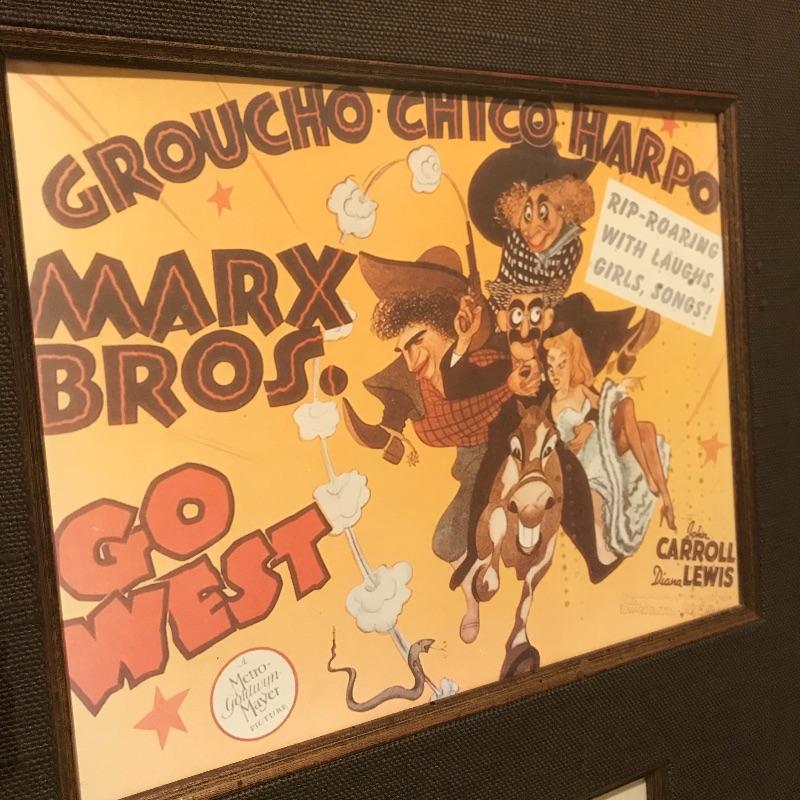 GROUCHO CHICO HARPO
MARX
BROS.
GO
WEST
RIP-ROARING
WITH LAUGHS,
GIRLS, SONGS!
John
CARROLL
Diana LEWIS
A
Metro-
Goldwyn-
Mayer
PICTURE